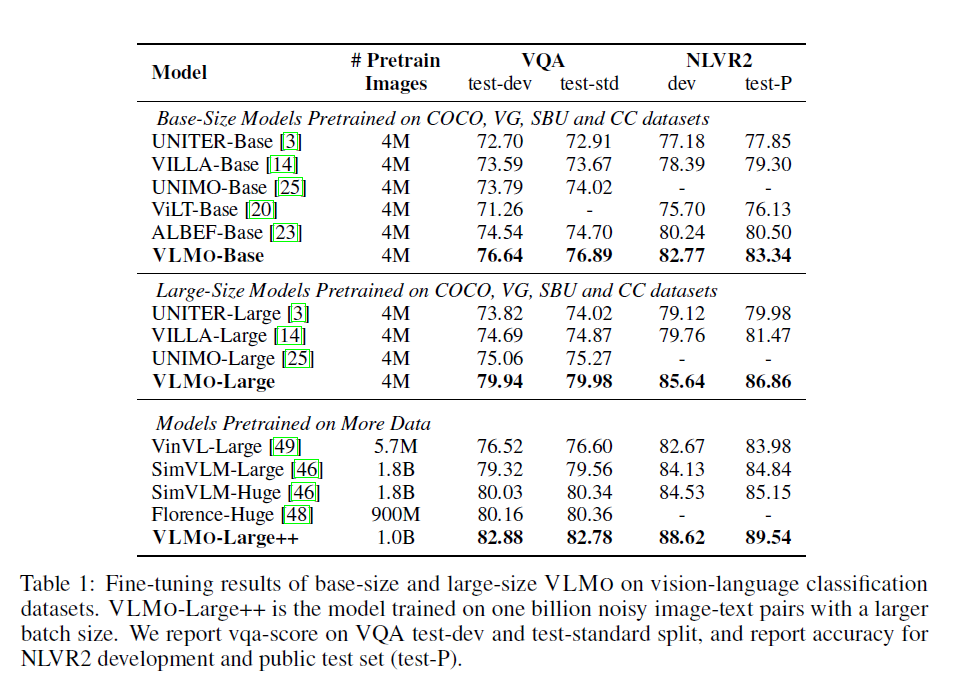 Model # Pretrain Images VQA NLVR2
test-dev test-std dev test-P
Base-Size Models Pretrained on COCO, VG, SBU and CC datasets
UNITER-Base [3] 4M 72.70 72.91 77.18 77.85
VILLA-Base [14] 4M 73.59 73.67 78.39 79.30
UNIMO-Base [25] 4M 73.79 74.02 - -
ViLT-Base [20] 4M 71.26 - 75.70 76.13
ALBEF-Base [23] 4M 74.54 74.70 80.24 80.50
VLMO-Base 4M 76.64 76.89 82.77 83.34
Large-Size Models Pretrained on COCO, VG, SBU and CC datasets
UNITER-Large [3] 4M 73.82 74.02 79.12 79.98
VILLA-Large [14] 4M 74.69 74.87 79.76 81.47
UNIMO-Large [25] 4M 75.06 75.27 - -
VLMO-Large 4M 79.94 79.98 85.64 86.86
Models Pretrained on More Data
VinVL-Large [49] 5.7M 76.52 76.60 82.67 83.98
SimVLM-Large [46] 1.8B 79.32 79.56 84.13 84.84
SimVLM-Huge [46] 1.8B 80.03 80.34 84.53 85.15
Florence-Huge [48] 900M 80.16 80.36 - -
VLMO-Large++ 1.0B 82.88 82.78 88.62 89.54
Table 1: Fine-tuning results of base-size and large-size VLMO on vision-language classification
datasets. VLMO-Large++ is the model trained on one billion noisy image-text pairs with a larger
batch size. We report vqa-score on VQA test-dev and test-standard split, and report accuracy for
NLVR2 development and public test set (test-P).